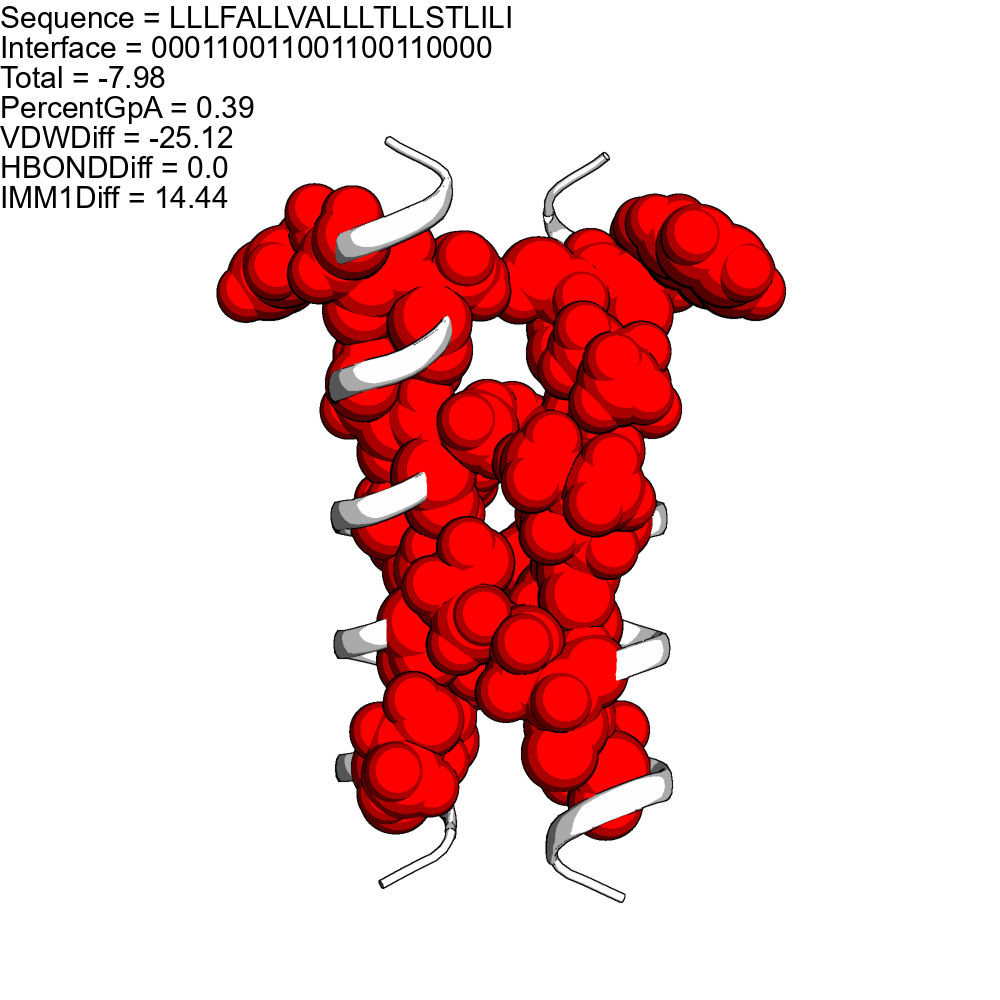 Sequence = LLLFALLVALLLTLLSTLILI
Interface = 000110011001100110000
Total = -7.98
PercentGpA = 0.39
VDWDiff = -25.12
HBONDDiff = 0.0
IMM1Diff = 14.44